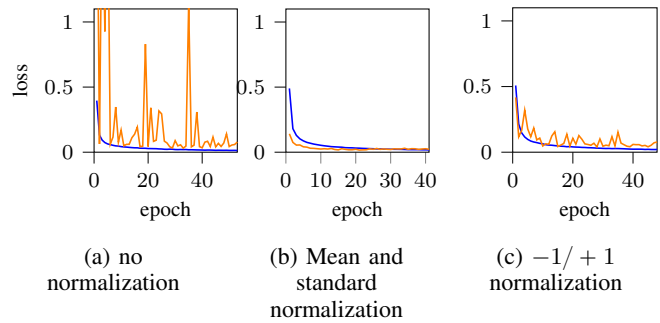 1
0.5
0
loss
0 20 40
epoch
(a) no
normalization
1
0.5
0
0 10 20 30 40
epoch
(b) Mean and
standard
normalization
1
0.5
0
0 20 40
epoch
(c) −1/ + 1
normalization